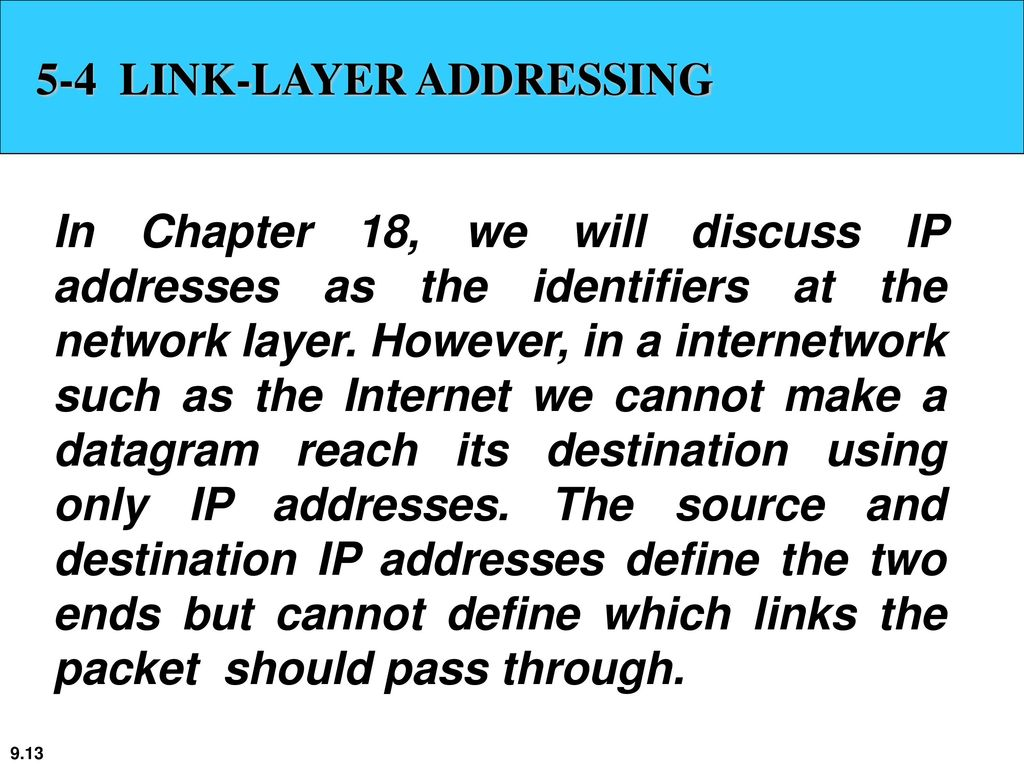 5-4 LINK-LAYER ADDRESSING
In Chapter 18, we will discuss IP
addresses as the identifiers at the
network layer. However, in a internetwork
such as the Internet we cannot make a
datagram reach its destination using
only IP addresses. The source and
destination IP addresses define the two
ends but cannot define which links the
packet should pass through.
9.13